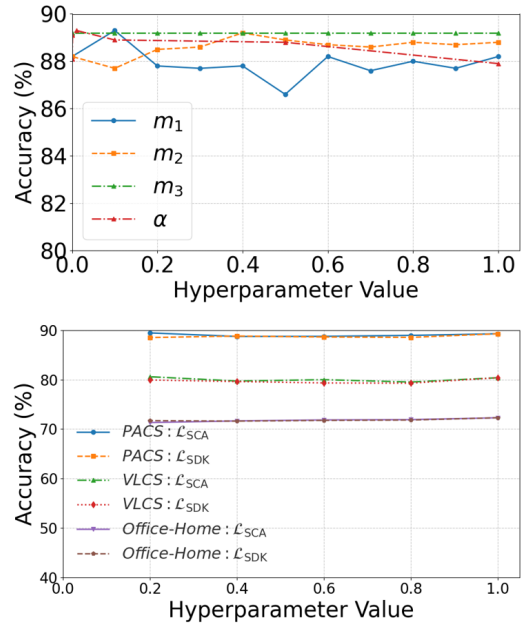 90
88
86
84
82
80
Accuracy (%)
m1
m2
m3
α
0.0 0.2 0.4 0.6 0.8 1.0
Hyperparameter Value
90
80
70
60
50
40
Accuracy (%)
PACS : ℒSCA
PACS : ℒSDK
VLCS : ℒSCA
VLCS : ℒSDK
Office-Home : ℒSCA
Office-Home : ℒSDK
0.0 0.2 0.4 0.6 0.8 1.0
Hyperparameter Value